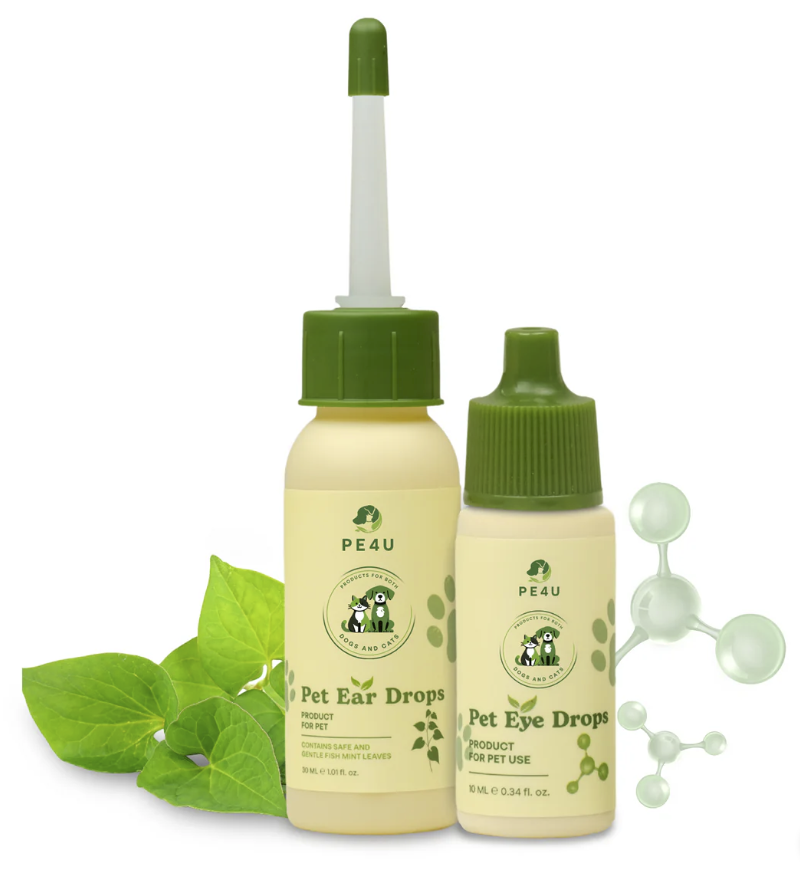 PE4U
PRODUCTS FOR BOTH
DOGS AND CATS
Pet Ear Drops
PRODUCT
FOR PET
CONTAINS SAFE AND
GENTLE FISH MINT LEAVES
30 ML ℮ 1.01 fl. oz.
PE4U
PRODUCTS FOR BOTH
DOGS AND CATS
Pet Eye Drops
PRODUCT
FOR PET USE
10 ML ℮ 0.34 fl. oz.